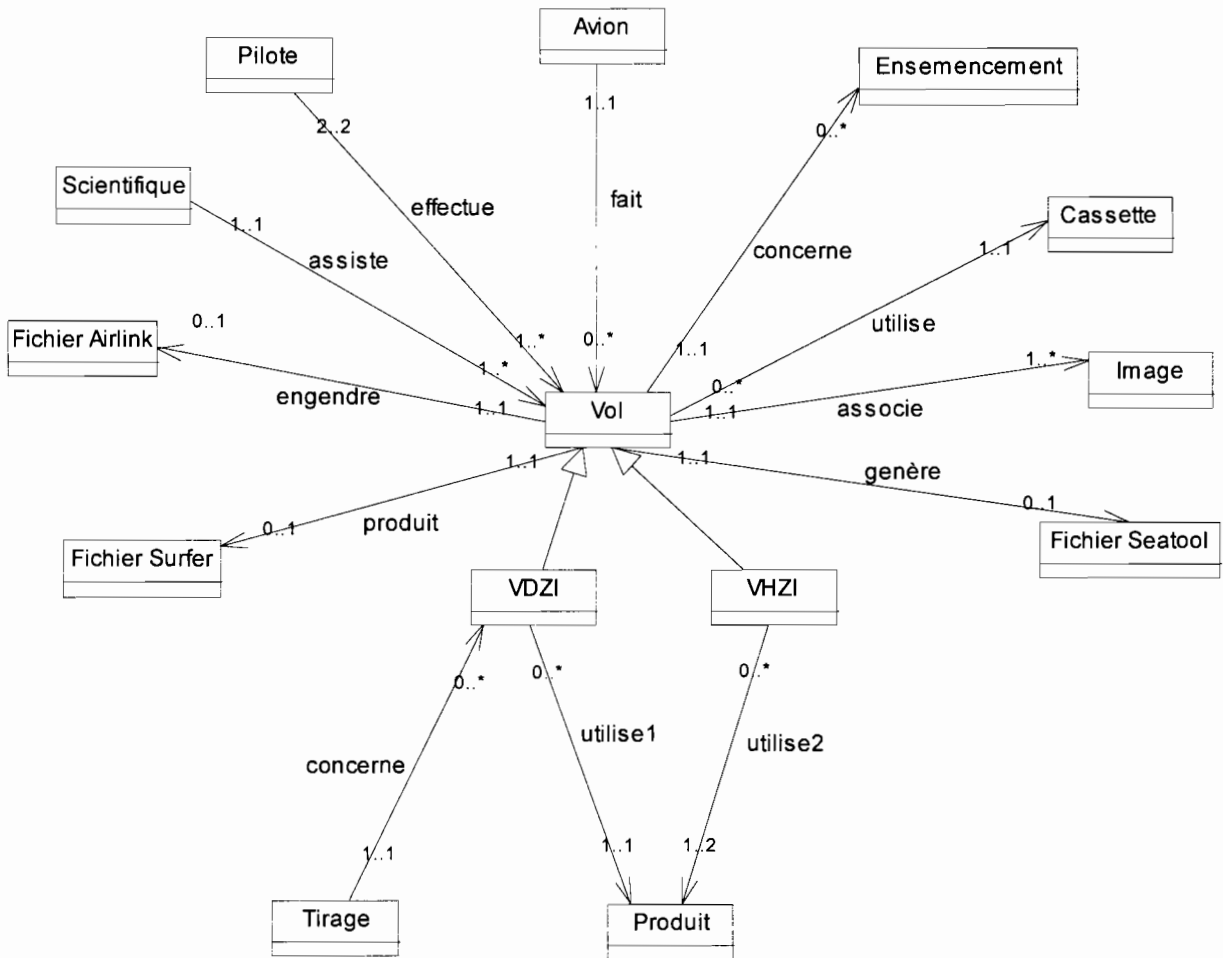 Avion
Pilote
Ensemencement
1..1
2..2
0..*
Scientifique
Cassette
effectue
fait
1..1
1..1
concerne
assiste
utilise
0..1
Fichier Airlink
1..*
0..*
1..1
1..*
1..*
Image
0..*
engendre
1..1
Vol
1..1
associe
1..1
1..1
genère
produit
0..1
0..1
Fichier Surfer
Fichier Seatool
VDZI
VHZI
0..*
0..*
0..*
utilise1
utilise2
concerne
1..1
1..1
1..2
Tirage
Produit